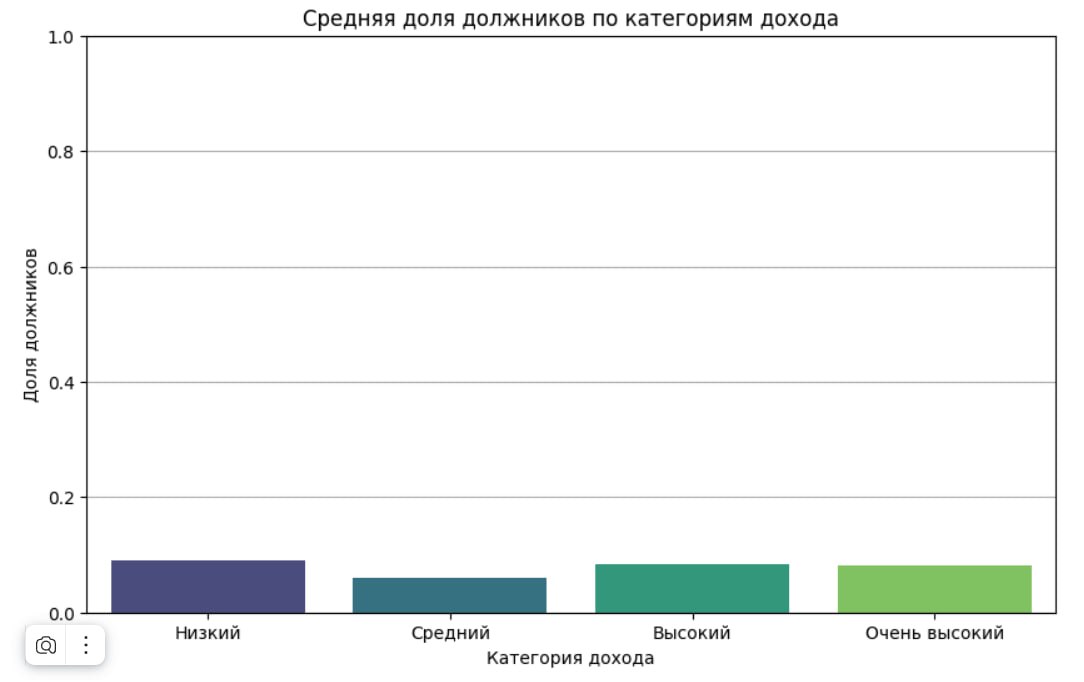 Средняя доля должников по категориям дохода
1.0
0.8
0.6
0.4
0.2
0.0
Доля должников
Низкий
Средний
Высокий
Очень высокий
Категория дохода